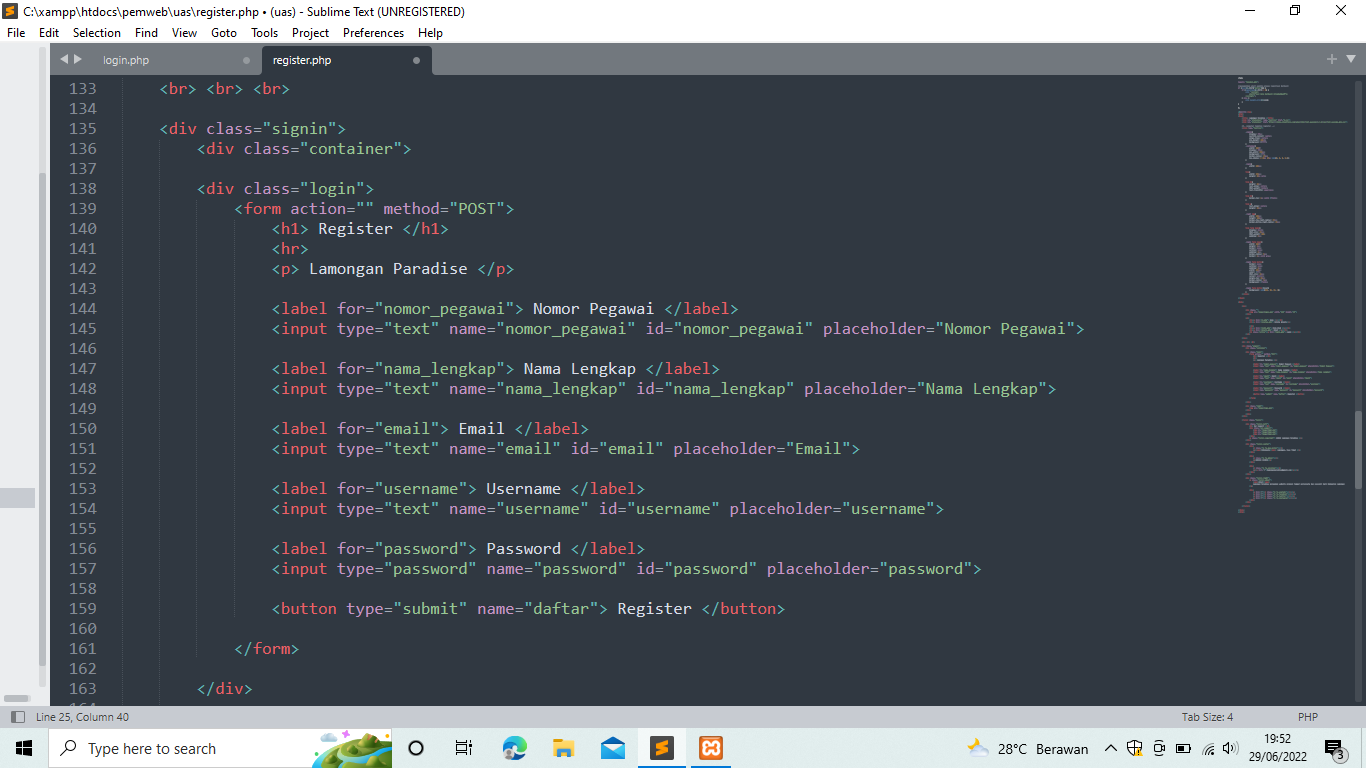 C:\xampp\htdocs\pemweb\uas\register.php • (uas) - Sublime Text (UNREGISTERED)
File Edit Selection Find View Goto Tools Project Preferences Help
login.php register.php
133 <br> <br> <br>
134
135 <div class="signin">
136 <div class="container">
137
138 <div class="login">
139 <form action="" method="POST">
140 <h1> Register </h1>
141 <hr>
142 <p> Lamongan Paradise </p>
143
144 <label for="nomor_pegawai"> Nomor Pegawai </label>
145 <input type="text" name="nomor_pegawai" id="nomor_pegawai" placeholder="Nomor Pegawai">
146
147 <label for="nama_lengkap"> Nama Lengkap </label>
148 <input type="text" name="nama_lengkap" id="nama_lengkap" placeholder="Nama Lengkap">
149
150 <label for="email"> Email </label>
151 <input type="text" name="email" id="email" placeholder="Email">
152
153 <label for="username"> Username </label>
154 <input type="text" name="username" id="username" placeholder="username">
155
156 <label for="password"> Password </label>
157 <input type="password" name="password" id="password" placeholder="password">
158
159 <button type="submit" name="daftar"> Register </button>
160
161 </form>
162
163 </div>
Line 25, Column 40 Tab Size: 4 PHP
Type here to search 28°C Berawan 19:52
29/06/2022 3